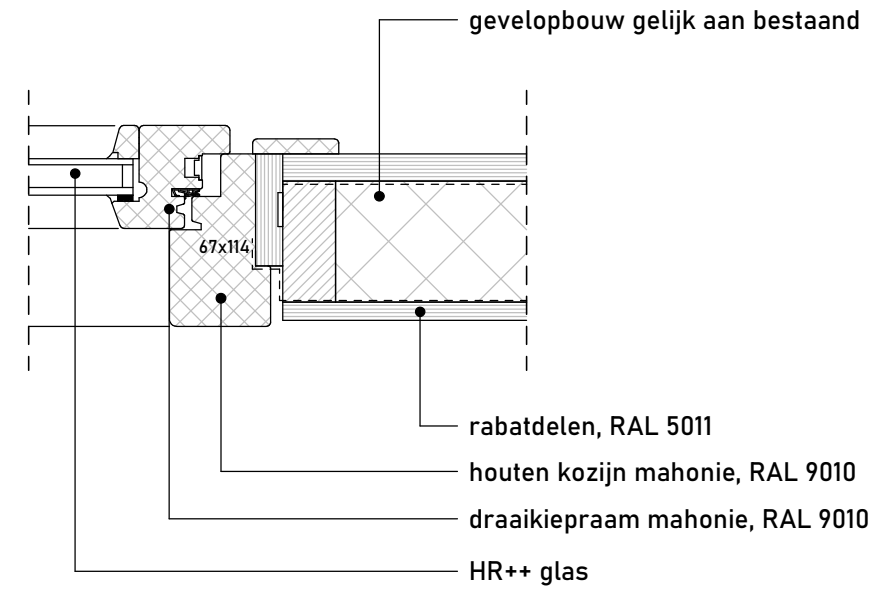 gevelopbouw gelijk aan bestaand
67x114
rabatdelen, RAL 5011
houten kozijn mahonie, RAL 9010
draaikiepraam mahonie, RAL 9010
HR++ glas